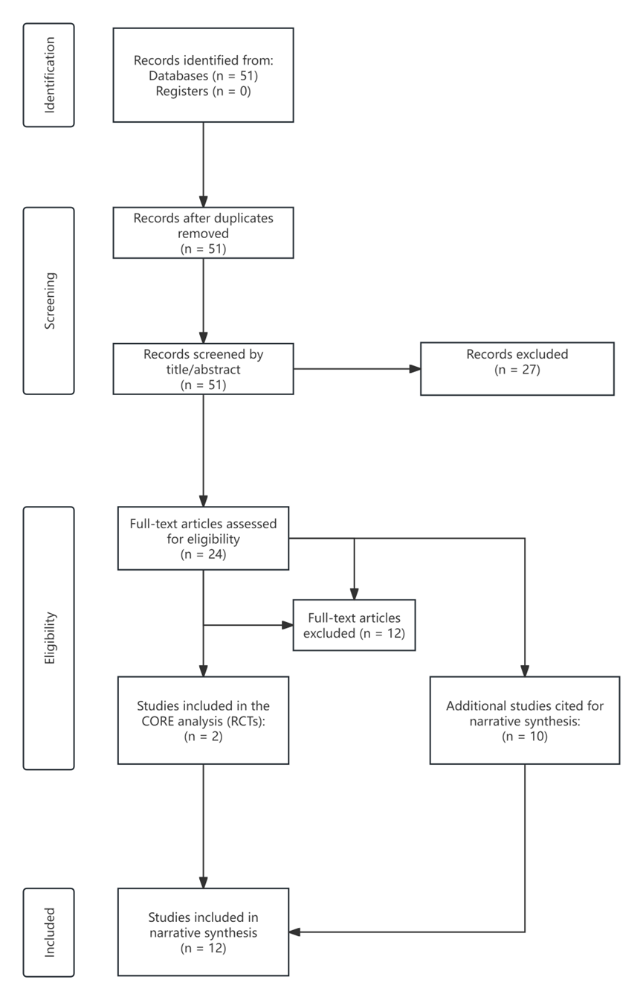 Identification
Records identified from:
Databases (n = 51)
Registers (n = 0)
Screening
Records after duplicates
removed
(n = 51)
Records screened by
title/abstract
(n = 51)
Records excluded
(n = 27)
Eligibility
Full-text articles assessed
for eligibility
(n = 24)
Full-text articles
excluded (n = 12)
Studies included in the
CORE analysis (RCTs):
(n = 2)
Additional studies cited for
narrative synthesis:
(n = 10)
Included
Studies included in
narrative synthesis
(n = 12)